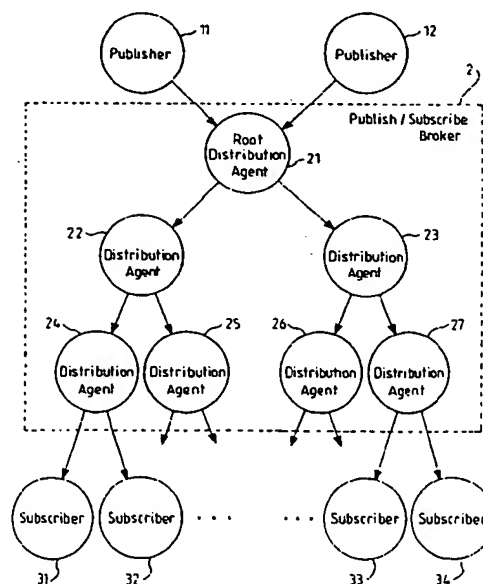 11
12
Publisher
Publisher
2
Publish / Subscribe
Broker
Root
Distribution
Agent
21
22
23
Distribution
Agent
Distribution
Agent
24
25
26
27
Distribution
Agent
Distribution
Agent
Distribution
Agent
Distribution
Agent
Subscriber
Subscriber
. . .
. . .
Subscriber
Subscriber
31
32
33
34